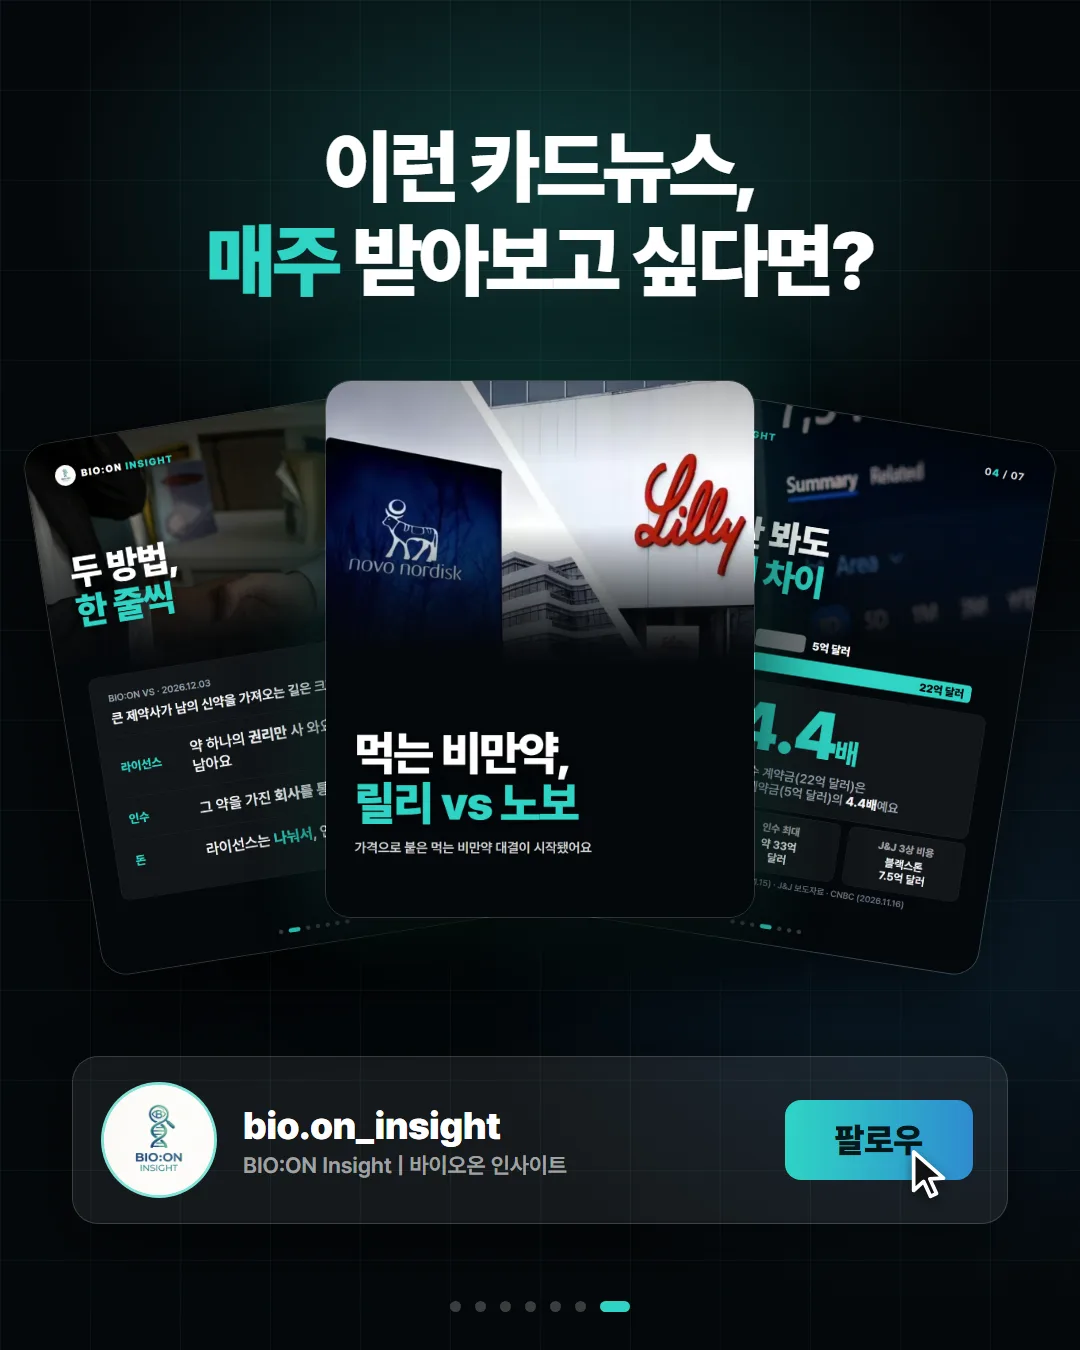 이런 카드뉴스,
매주 받아보고 싶다면?
BIO:ON INSIGHT
두 방법,
한 줄씩
BIO:ON VS · 2026.12.03
큰 제약사가 남의 신약을 가져오는 길은
라이선스
약 하나의 권리만 사
남아요
인수
그 약을 가진 회사를
돈
라이선스는 나눠서,
novo nordisk
Lilly
먹는 비만약,
릴리 vs 노보
가격으로 붙은 먹는 비만약 대결이 시작됐어요
04 / 07
Summary Related
봐도
차이
Area
5D 1M
5억 달러
22억 달러
4.4배
계약금(22억 달러)은
(5억 달러)의 4.4배예요
인수 최대
약 33억
달러
J&J 3상 비용
블랙스톤
7.5억 달러
J&J 보도자료 · CNBC (2026.11.16)
BIO:ON
INSIGHT
bio.on_insight
BIO:ON Insight | 바이오온 인사이트
팔로우